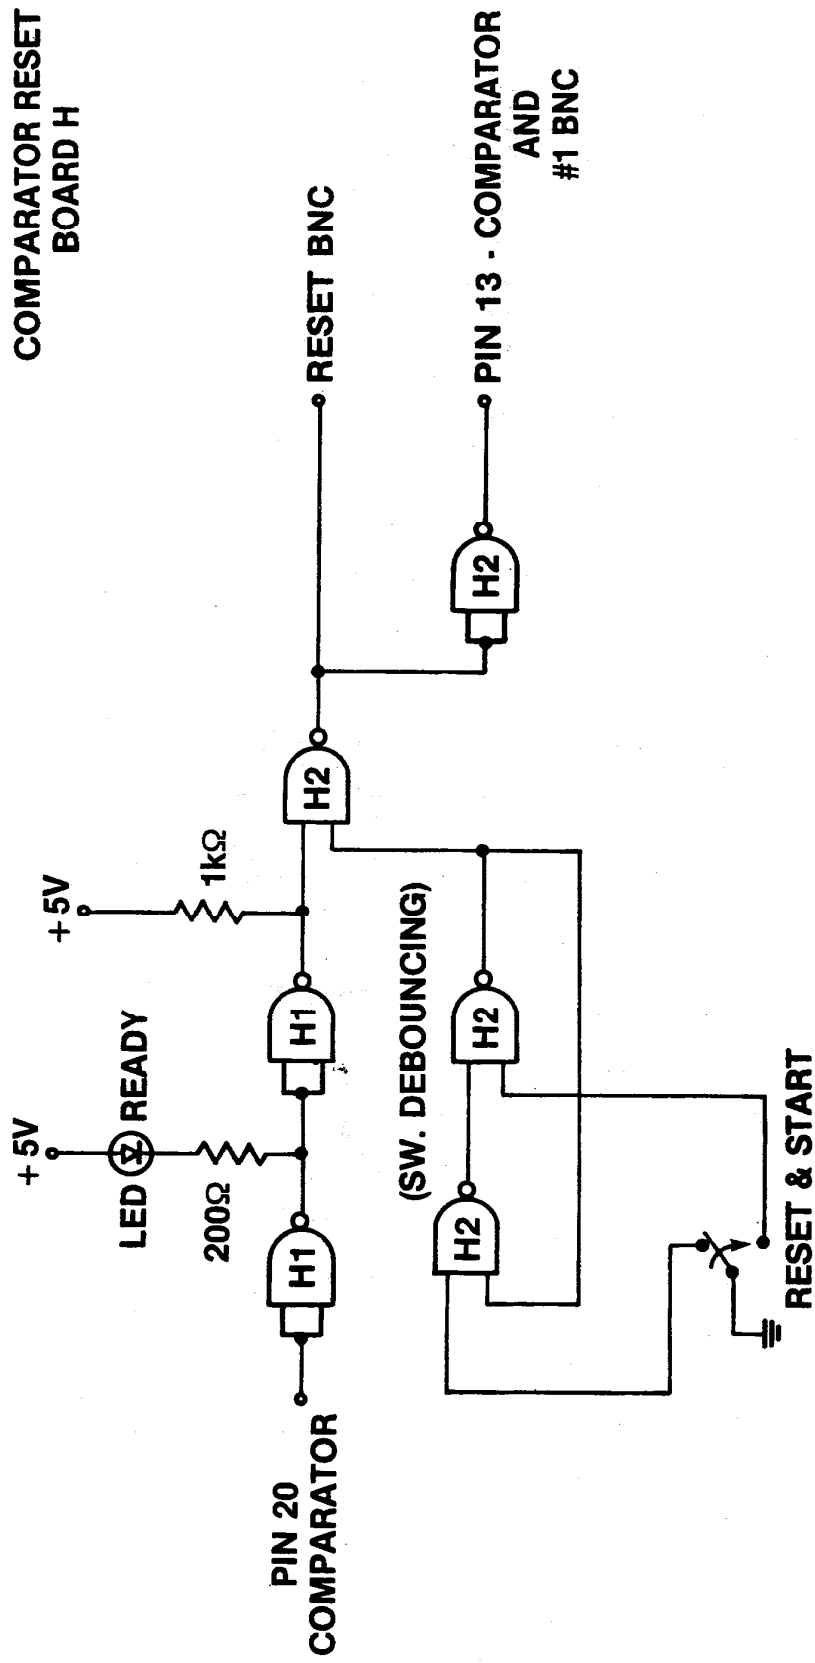 COMPARATOR RESET
BOARD H
+5V
LED
READY
200Ω
+5V
1kΩ
PIN 20
COMPARATOR
H1
H1
H2
RESET BNC
(SW. DEBOUNCING)
H2
H2
H2
PIN 13 - COMPARATOR
AND
#1 BNC
RESET & START